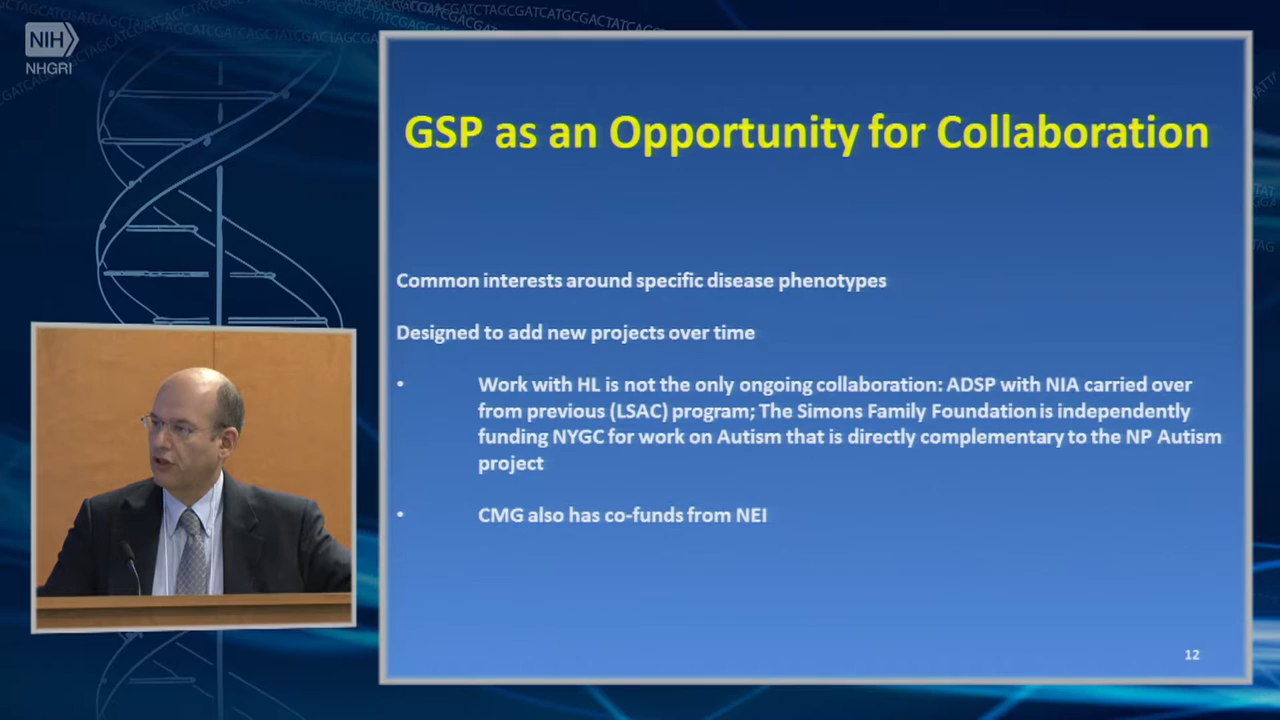 NIH
NHGRI
GSP as an Opportunity for Collaboration
Common interests around specific disease phenotypes
Designed to add new projects over time
• Work with HL is not the only ongoing collaboration: ADSP with NIA carried over
from previous (LSAC) program; The Simons Family Foundation is independently
funding NYGC for work on Autism that is directly complementary to the NP Autism
project
• CMG also has co-funds from NEI
12